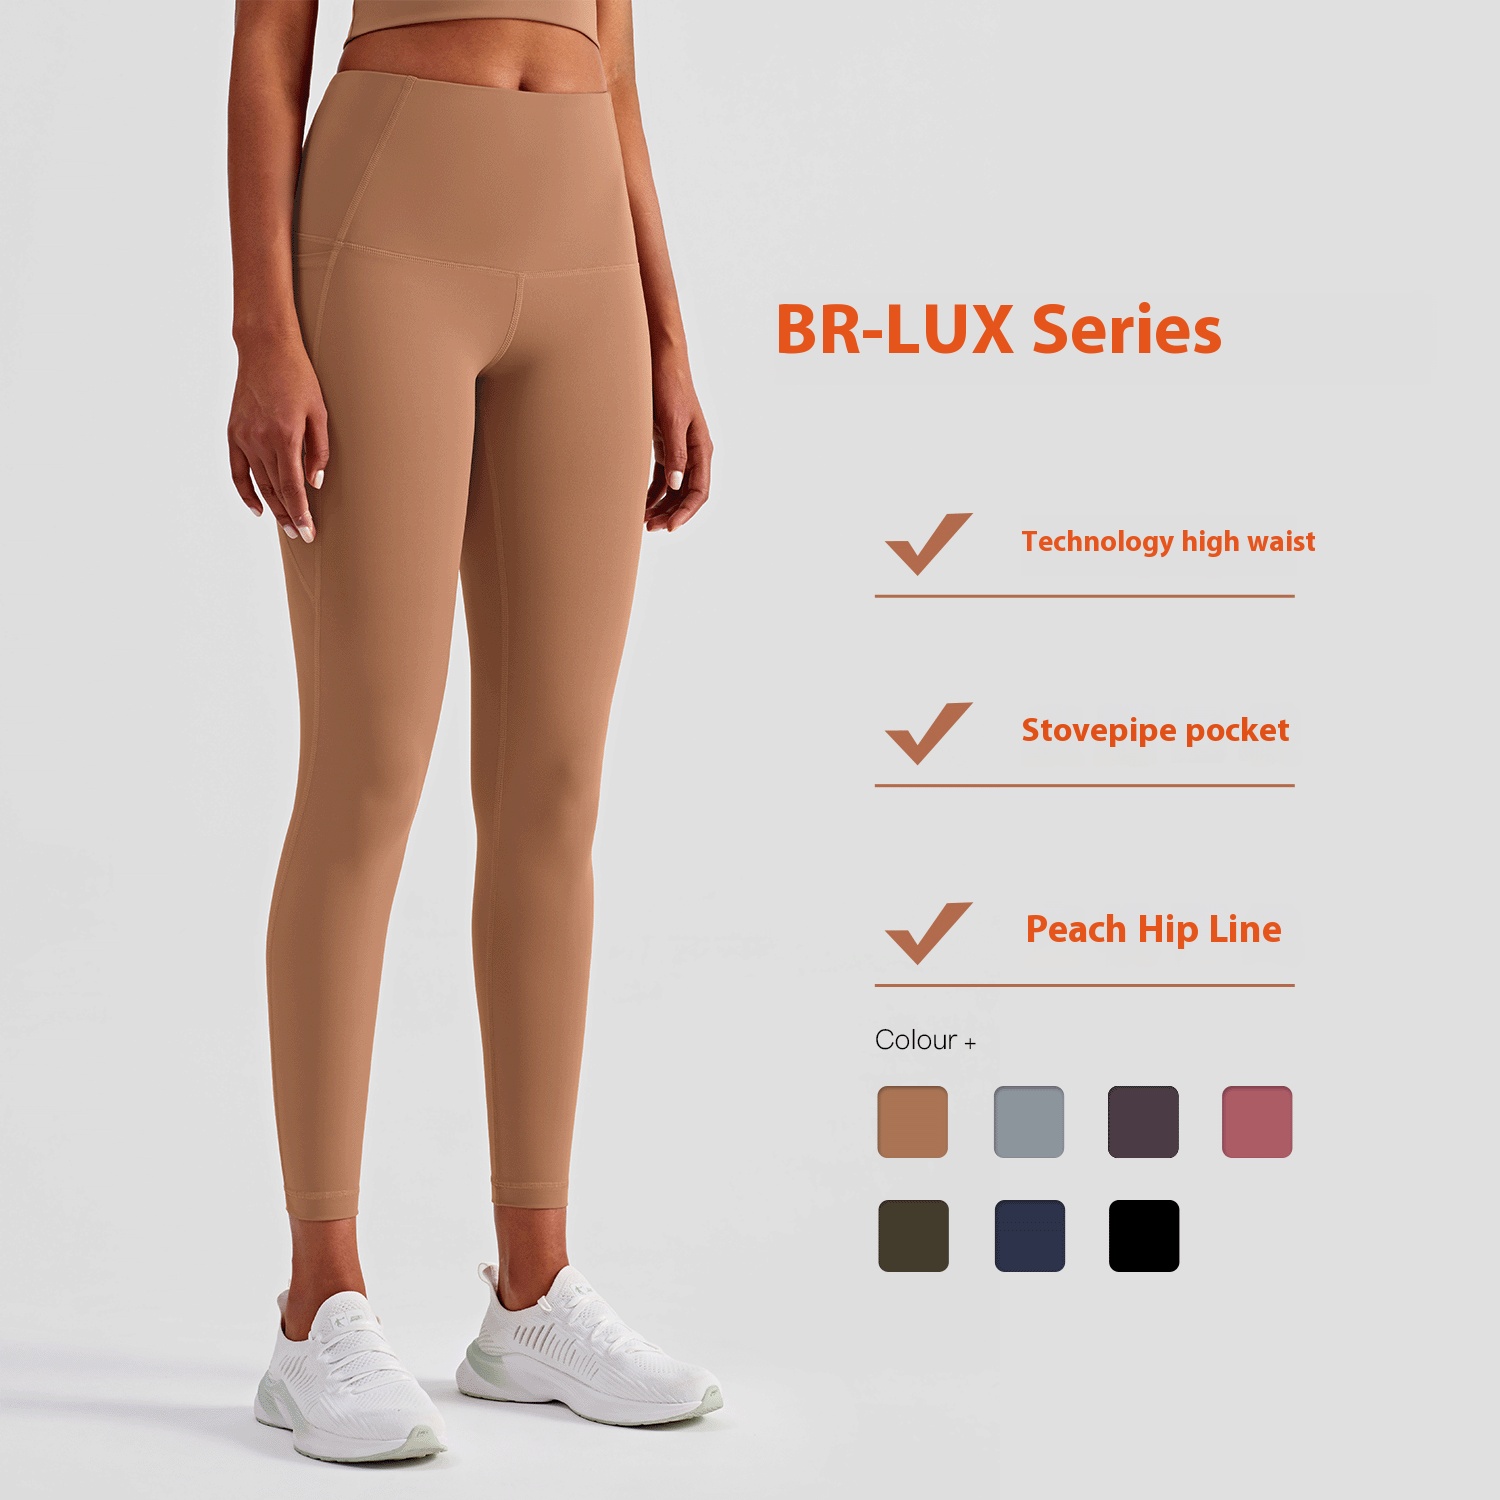 BR-LUX Series
Technology high waist
Stovepipe pocket
Peach Hip Line
Colour +